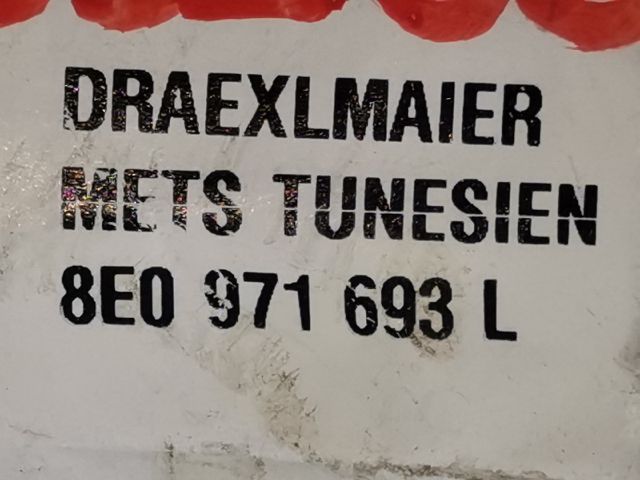 DRAEXLMAIER
METS TUNESIEN
8E0 971 693 L